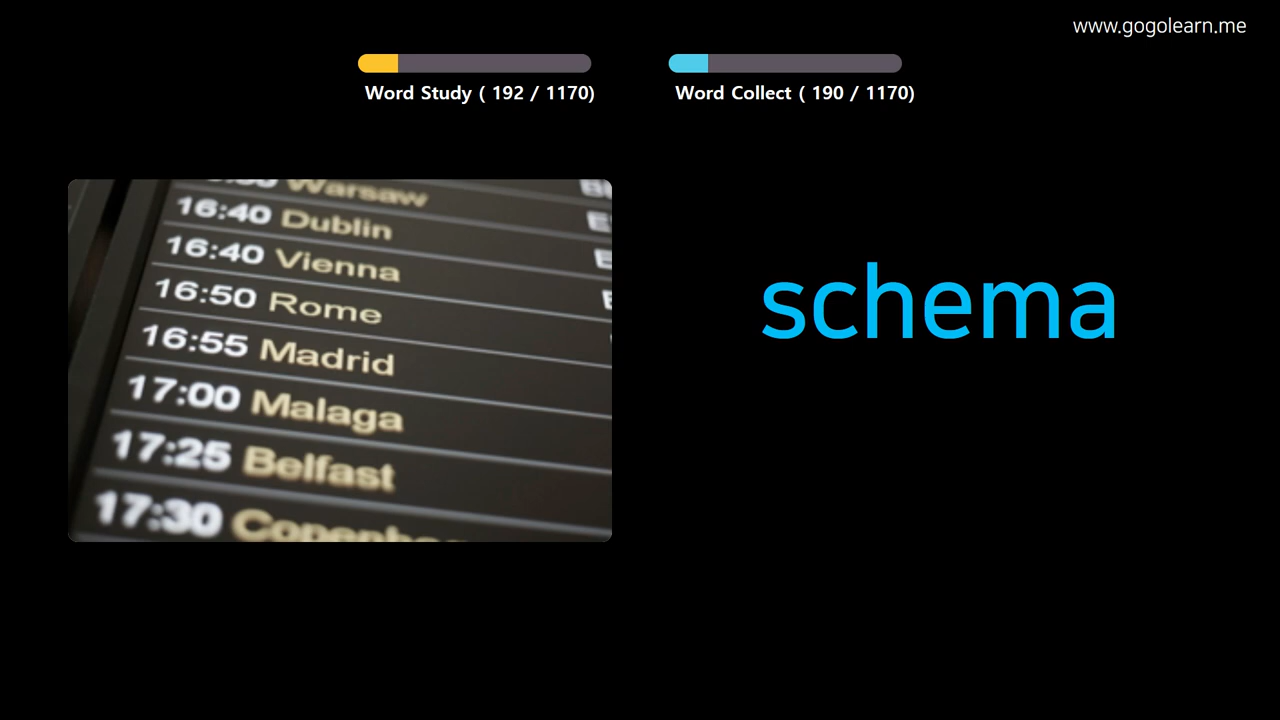 www.gogolearn.me
Word Study ( 192 / 1170)
Word Collect ( 190 / 1170)
Warsaw
16:40 Dublin
16:40 Vienna
16:50 Rome
16:55 Madrid
17:00 Malaga
17:25 Belfast
17:30
schema